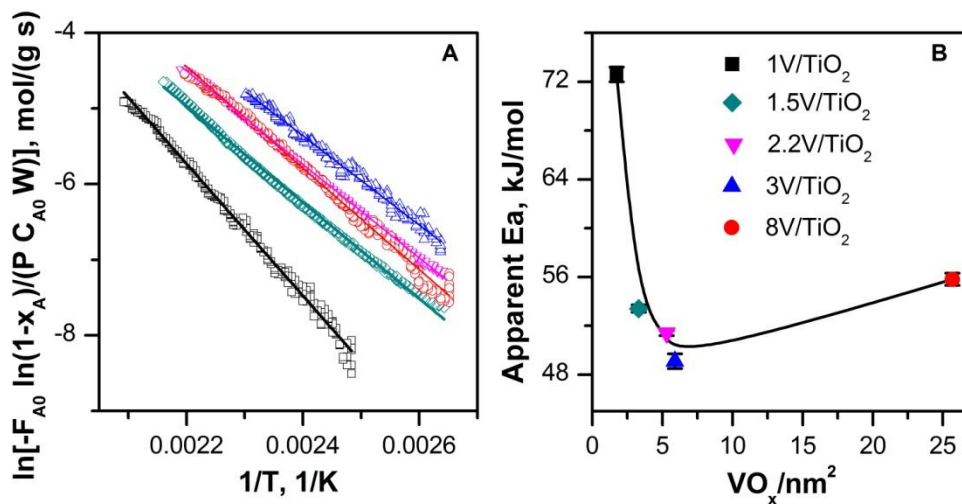 A
ln[-F_A0 ln(1-x_A)/(P C_A0 W)], mol/(g s)
-4
-6
-8
0.0022
0.0024
0.0026
1/T, 1/K
B
Apparent Ea, kJ/mol
72
64
56
48
1V/TiO₂
1.5V/TiO₂
2.2V/TiO₂
3V/TiO₂
8V/TiO₂
0
5
10
15
20
25
VOₓ/nm²